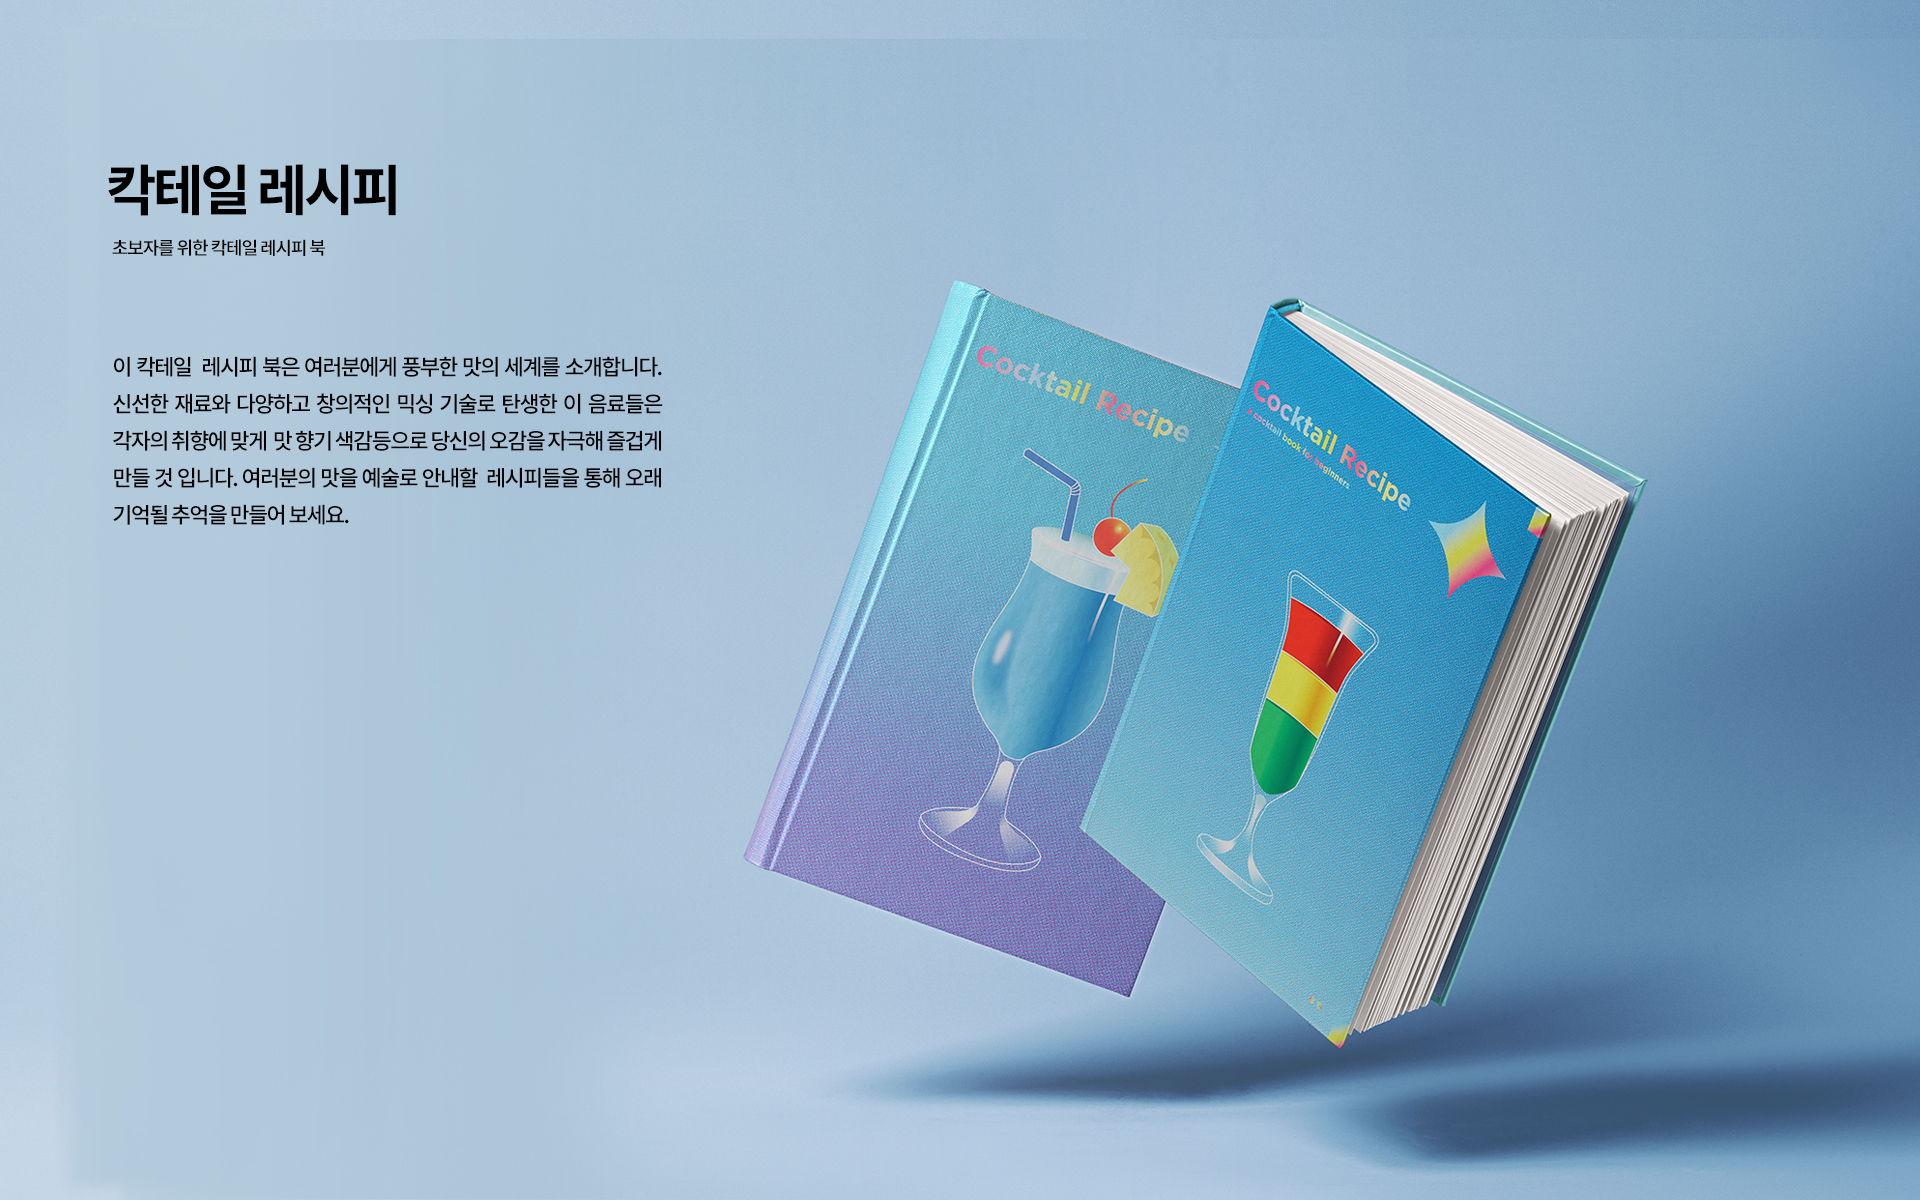 칵테일 레시피
초보자를 위한 칵테일 레시피 북
이 칵테일 레시피 북은 여러분에게 풍부한 맛의 세계를 소개합니다.
신선한 재료와 다양하고 창의적인 믹싱 기술로 탄생한 이 음료들은
각자의 취향에 맞게 맛 향기 색감등으로 당신의 오감을 자극해 즐겁게
만들 것 입니다. 여러분의 맛을 예술로 안내할 레시피들을 통해 오래
기억될 추억을 만들어 보세요.
Cocktail Recipe
Cocktail Recipe
a cocktail book for beginners